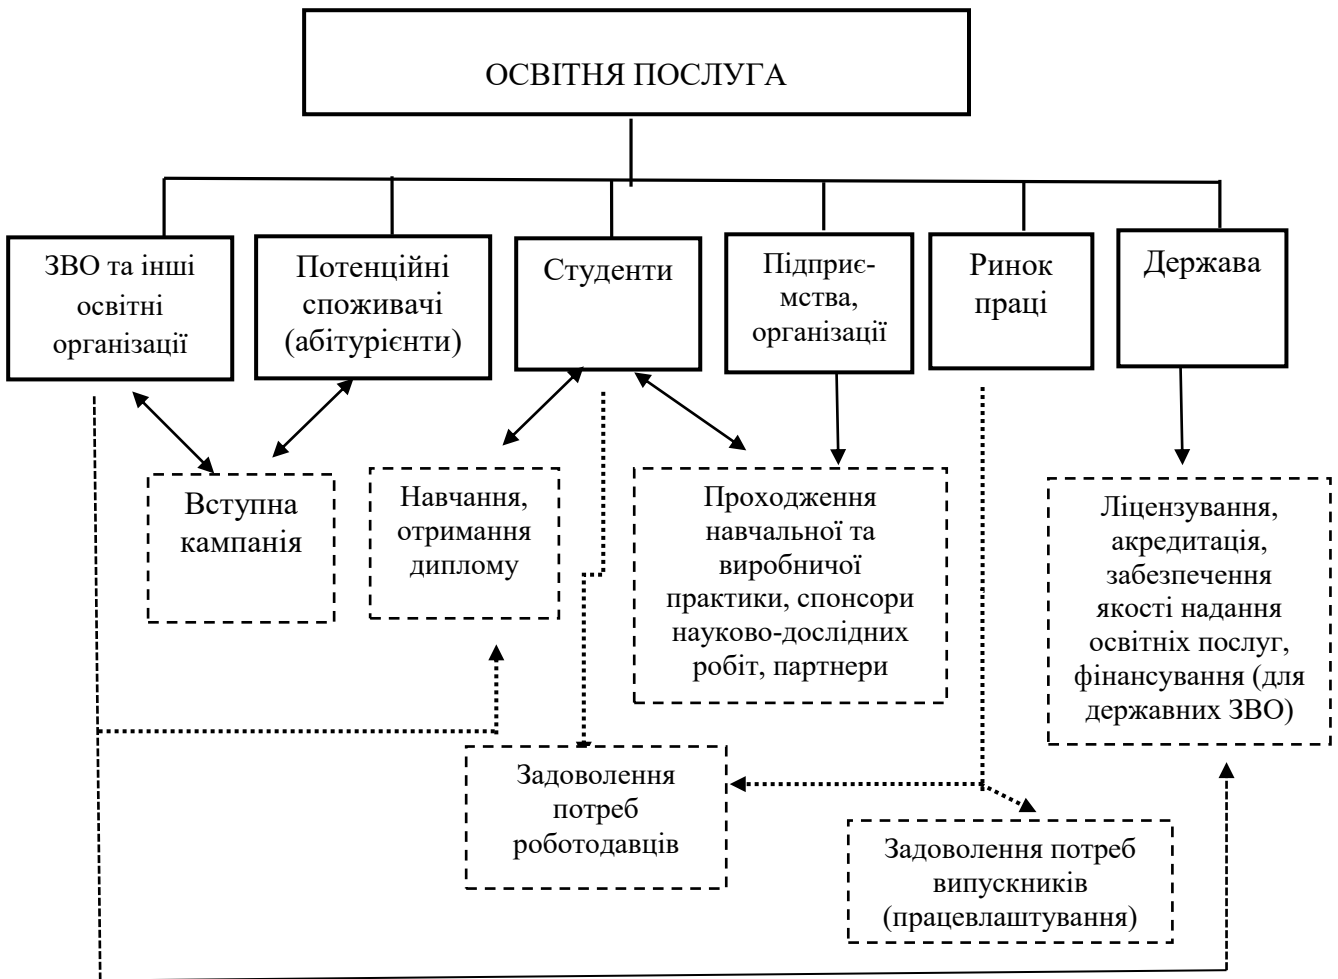 ОСВІТНЯ ПОСЛУГА
ЗВО та інші
освітні
організації
Потенційні
споживачі
(абітурієнти)
Студенти
Підприє-
мства,
організації
Ринок
праці
Держава
Вступна
кампанія
Навчання,
отримання
диплому
Проходження
навчальної та
виробничої
практики, спонсори
науково-дослідних
робіт, партнери
Ліцензування,
акредитація,
забезпечення
якості надання
освітніх послуг,
фінансування (для
державних ЗВО)
Задоволення
потреб
роботодавців
Задоволення потреб
випускників
(працевлаштування)